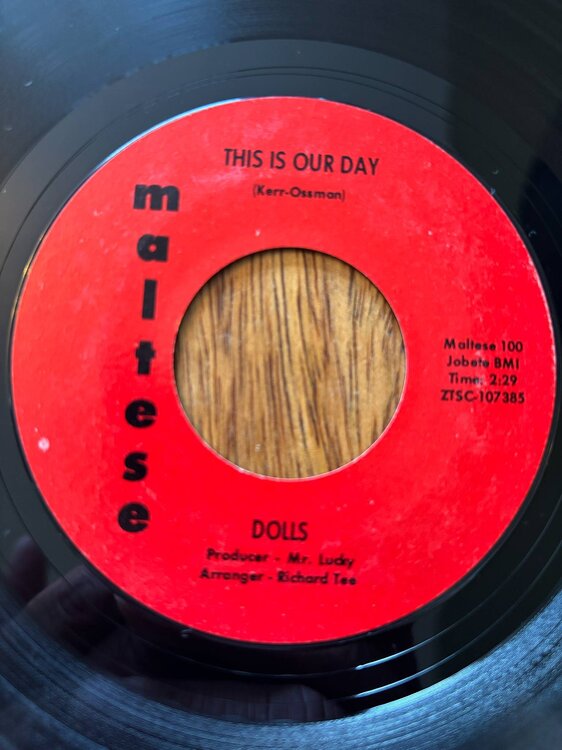 THIS IS OUR DAY
(Kerr-Ossman)
maltese
Maltese 100
Jobete BMI
Time: 2:29
ZTSC-107385
DOLLS
Producer - Mr. Lucky
Arranger - Richard Tee